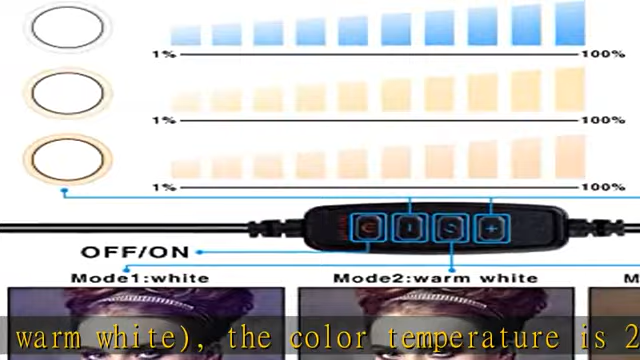 1% 100%
1% 100%
1% 100%
OFF/ON
Mode1:white Mode2:warm white M
warm white), the color temperature is 2